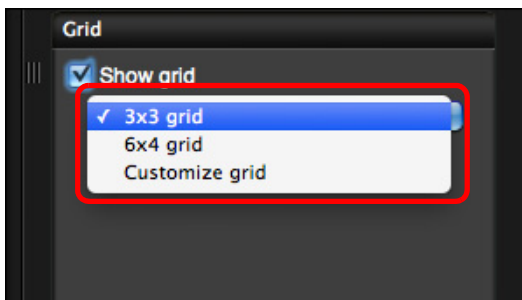 Grid
Show grid
✓ 3x3 grid
6x4 grid
Customize grid